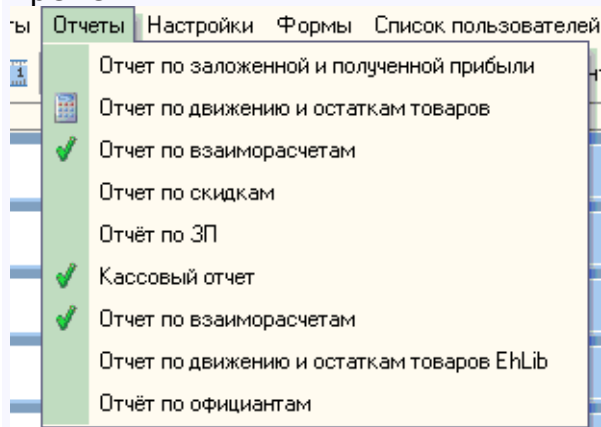 ты Отчеты Настройки Формы Список пользователей
1
Отчет по заложенной и полученной прибыли
Отчет по движению и остаткам товаров
Отчет по взаиморасчетам
Отчет по скидкам
Отчёт по ЗП
Кассовый отчет
Отчет по взаиморасчетам
Отчет по движению и остаткам товаров EhLib
Отчёт по официантам